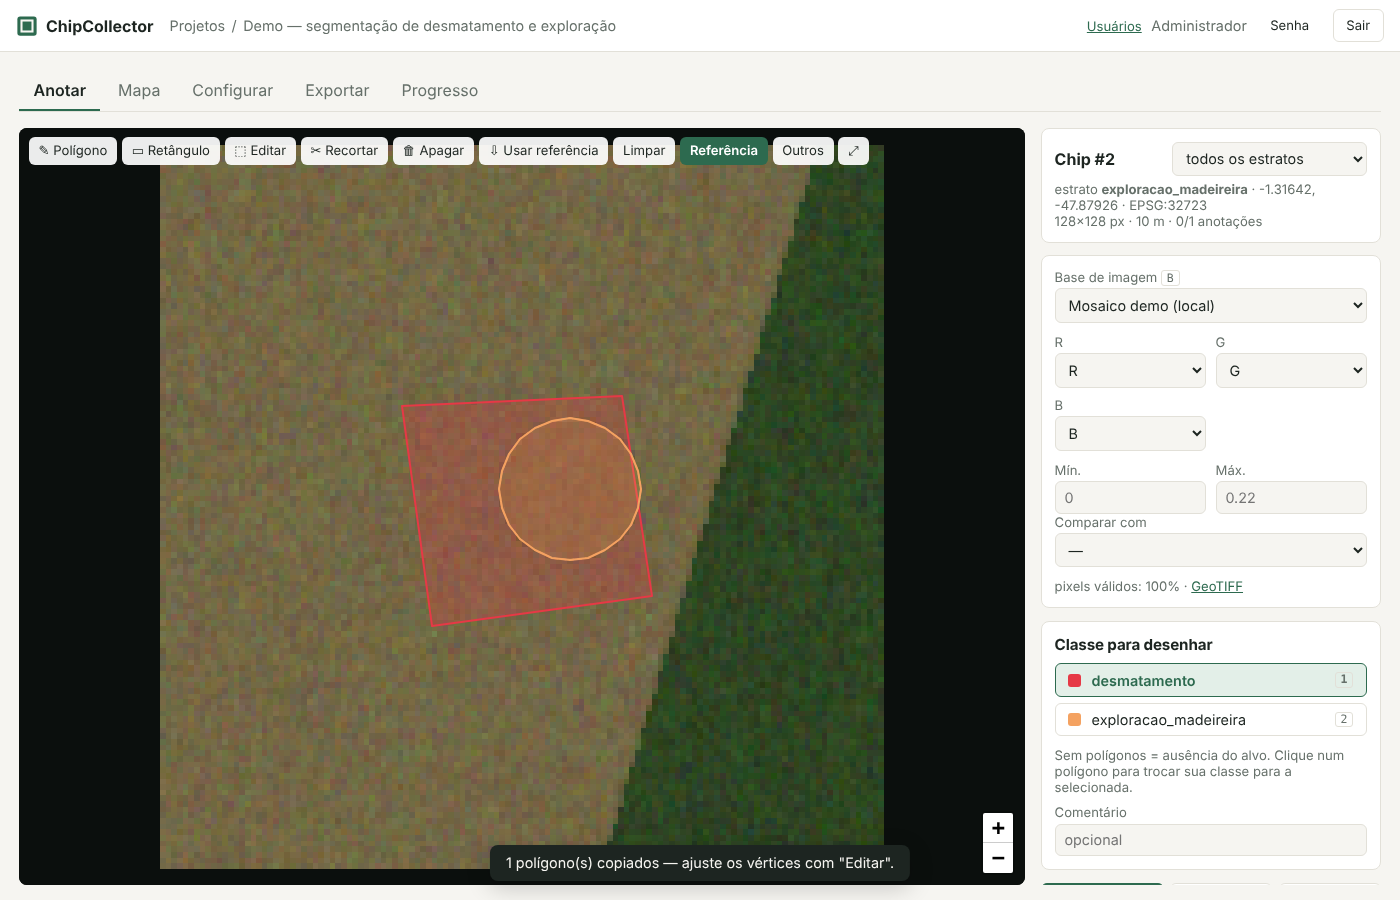 ChipCollector
Projetos / Demo — segmentação de desmatamento e exploração
Usuários Administrador Senha Sair
Anotar Mapa Configurar Exportar Progresso
✎ Polígono ▭ Retângulo ⬚ Editar ✂ Recortar 🗑 Apagar ⇩ Usar referência Limpar Referência Outros ⤢
Chip #2 todos os estratos
estrato exploracao_madeireira · -1.31642,
-47.87926 · EPSG:32723
128×128 px · 10 m · 0/1 anotações
Base de imagem B
Mosaico demo (local)
R G
R G
B
B
Mín. Máx.
0 0.22
Comparar com
—
pixels válidos: 100% · GeoTIFF
Classe para desenhar
desmatamento 1
exploracao_madeireira 2
Sem polígonos = ausência do alvo. Clique num
polígono para trocar sua classe para a
selecionada.
Comentário
opcional
+
−
1 polígono(s) copiados — ajuste os vértices com "Editar".